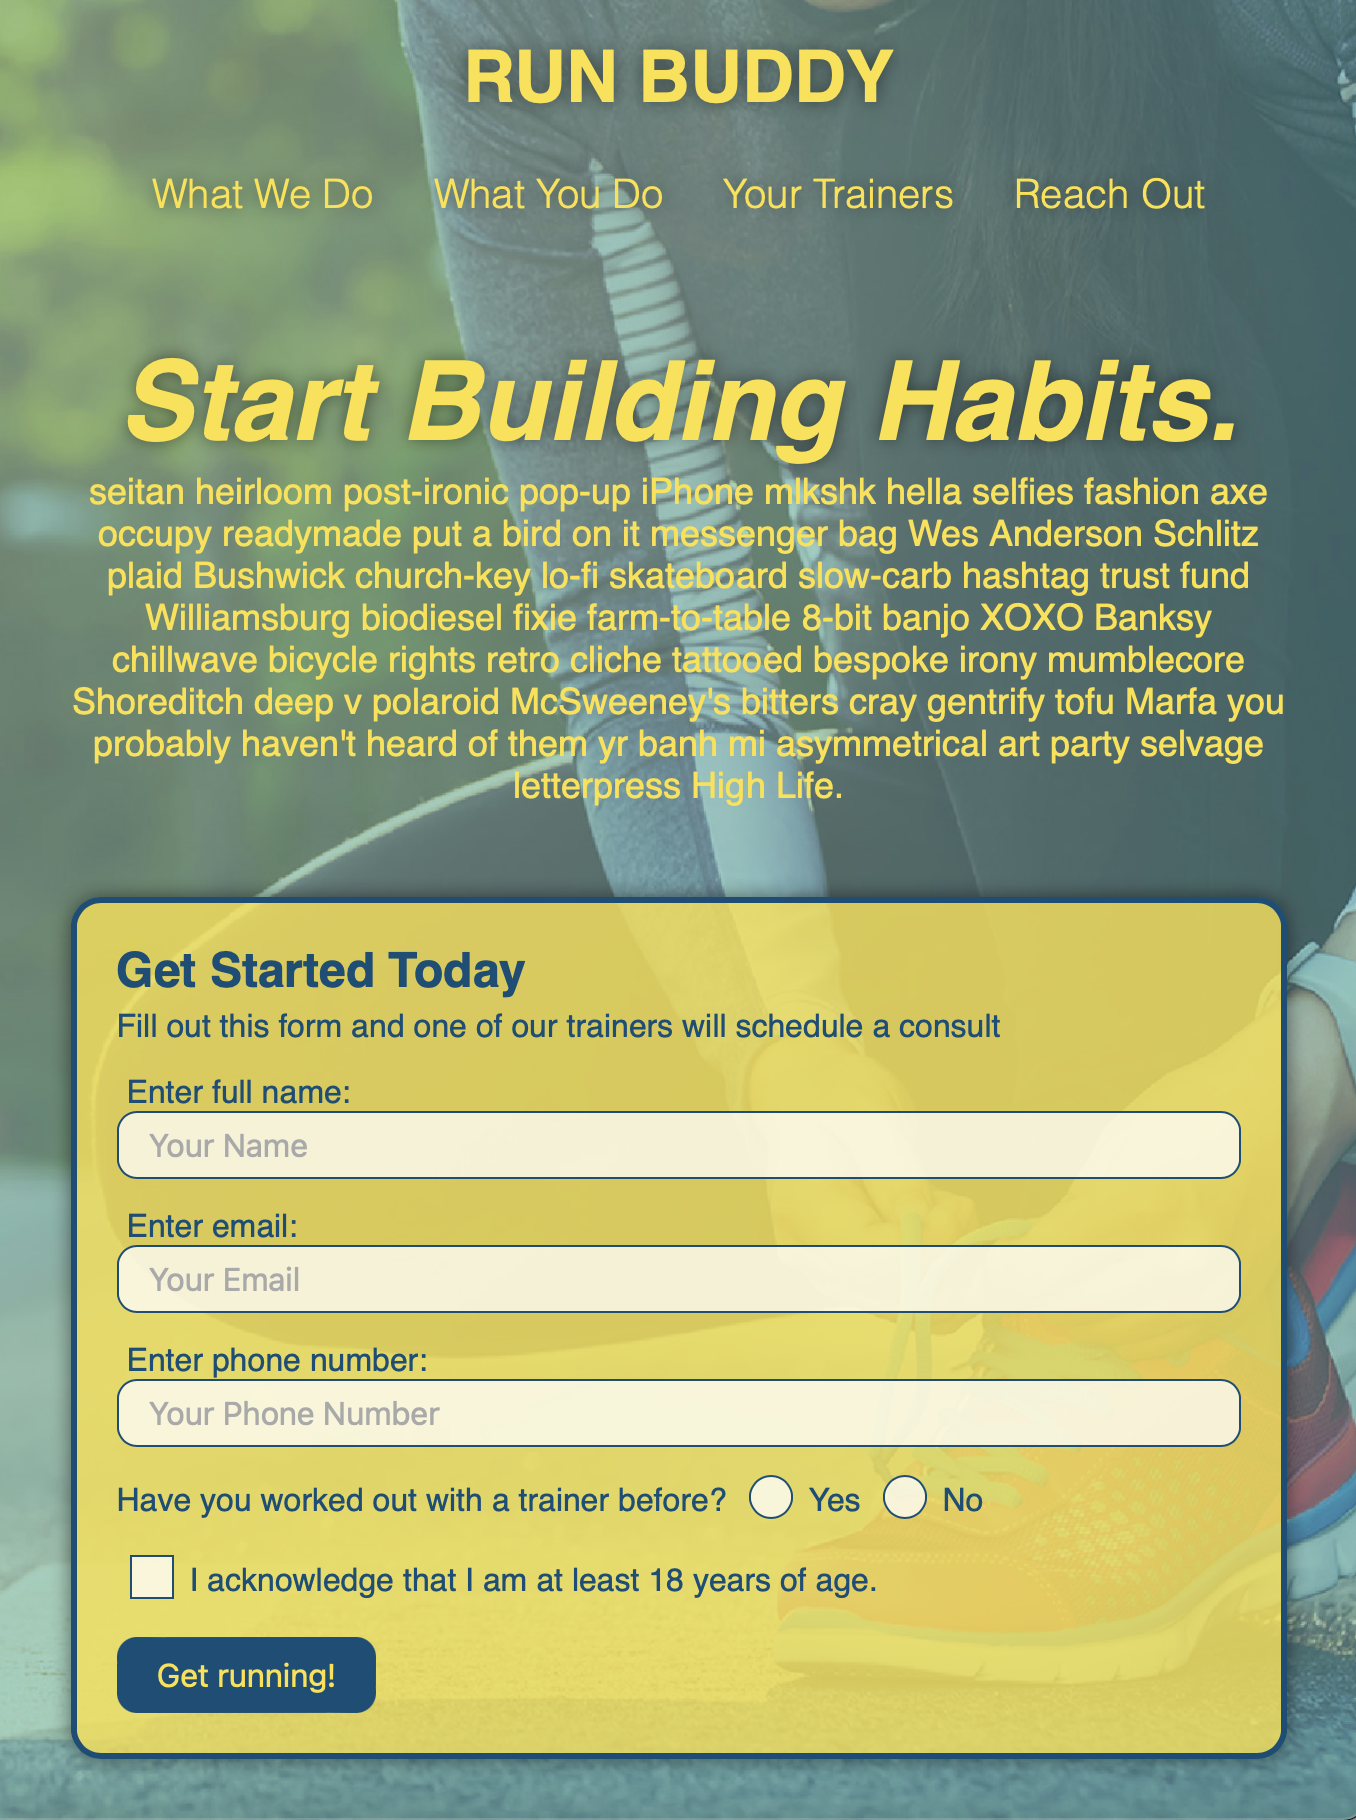 RUN BUDDY
What We Do What You Do Your Trainers Reach Out
Start Building Habits.
seitan heirloom post-ironic pop-up iPhone mlkshk hella selfies fashion axe
occupy readymade put a bird on it messenger bag Wes Anderson Schlitz
plaid Bushwick church-key lo-fi skateboard slow-carb hashtag trust fund
Williamsburg biodiesel fixie farm-to-table 8-bit banjo XOXO Banksy
chillwave bicycle rights retro cliche tattooed bespoke irony mumblecore
Shoreditch deep v polaroid McSweeney's bitters cray gentrify tofu Marfa you
probably haven't heard of them yr banh mi asymmetrical art party selvage
letterpress High Life.
Get Started Today
Fill out this form and one of our trainers will schedule a consult
Enter full name:
Your Name
Enter email:
Your Email
Enter phone number:
Your Phone Number
Have you worked out with a trainer before? Yes No
I acknowledge that I am at least 18 years of age.
Get running!